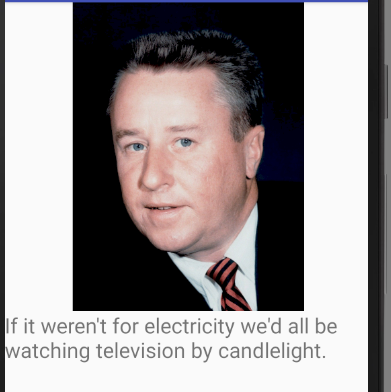 If it weren't for electricity we'd all be
watching television by candlelight.